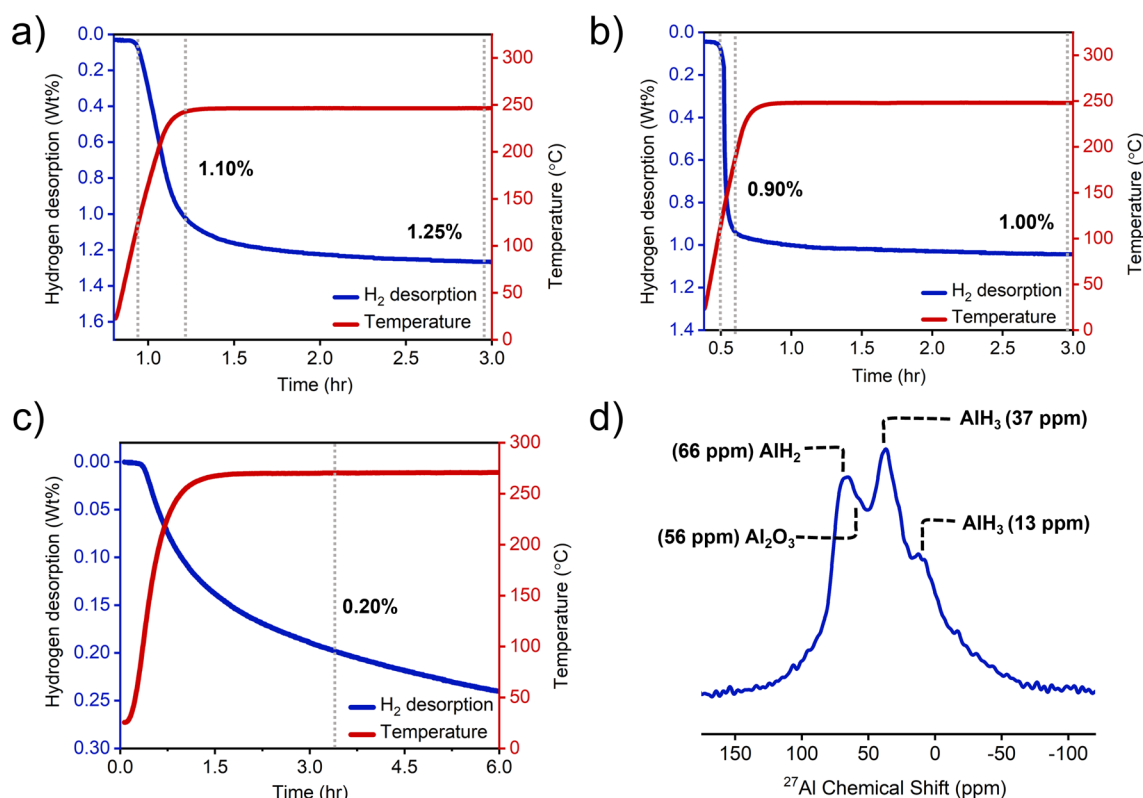 a)
Hydrogen desorption (Wt%)
0.0
0.2
0.4
0.6
0.8
1.0
1.2
1.4
1.6
300
250
200
150
100
50
0
Temperature (°C)
1.10%
1.25%
H₂ desorption
Temperature
1.0 1.5 2.0 2.5 3.0
Time (hr)
b)
Hydrogen desorption (Wt%)
0.0
0.2
0.4
0.6
0.8
1.0
1.2
1.4
300
250
200
150
100
50
0
Temperature (°C)
0.90%
1.00%
H₂ desorption
Temperature
0.5 1.0 1.5 2.0 2.5 3.0
Time (hr)
c)
Hydrogen desorption (Wt%)
0.00
0.05
0.10
0.15
0.20
0.25
0.30
300
250
200
150
100
50
0
Temperature (°C)
0.20%
H₂ desorption
Temperature
0.0 1.5 3.0 4.5 6.0
Time (hr)
d)
AlH₃ (37 ppm)
(66 ppm) AlH₂
(56 ppm) Al₂O₃
AlH₃ (13 ppm)
150 100 50 0 -50 -100
²⁷Al Chemical Shift (ppm)